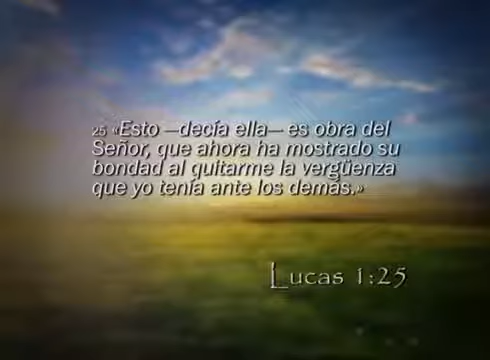 25 «Esto —decía ella— es obra del
Señor, que ahora ha mostrado su
bondad al quitarme la vergüenza
que yo tenía ante los demás.»
Lucas 1:25